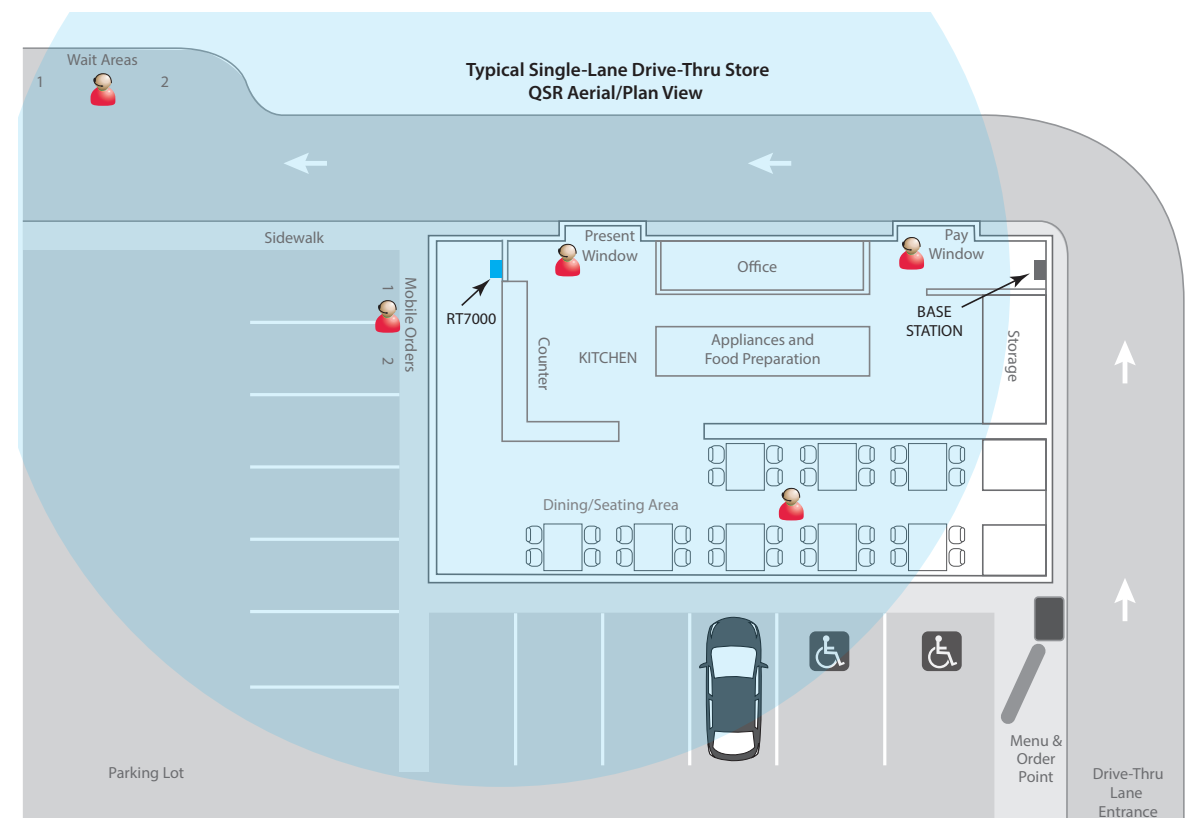 Wait Areas
1
2
Typical Single-Lane Drive-Thru Store
QSR Aerial/Plan View
Sidewalk
Present
Window
Office
Pay
Window
RT7000
BASE
STATION
1
Mobile Orders
2
Counter
KITCHEN
Appliances and
Food Preparation
Storage
Dining/Seating Area
Menu &
Order
Point
Parking Lot
Drive-Thru
Lane
Entrance